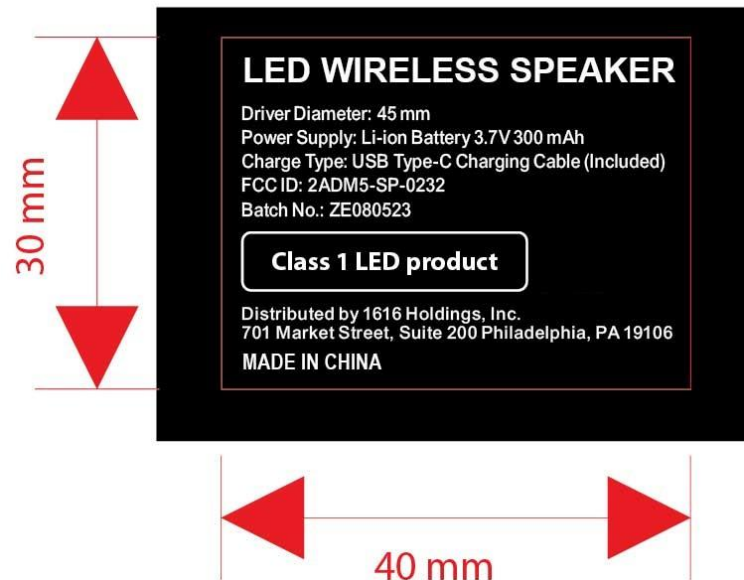 LED WIRELESS SPEAKER
Driver Diameter: 45 mm
Power Supply: Li-ion Battery 3.7V 300 mAh
Charge Type: USB Type-C Charging Cable (Included)
FCC ID: 2ADM5-SP-0232
Batch No.: ZE080523
Class 1 LED product
Distributed by 1616 Holdings, Inc.
701 Market Street, Suite 200 Philadelphia, PA 19106
MADE IN CHINA
30 mm
40 mm